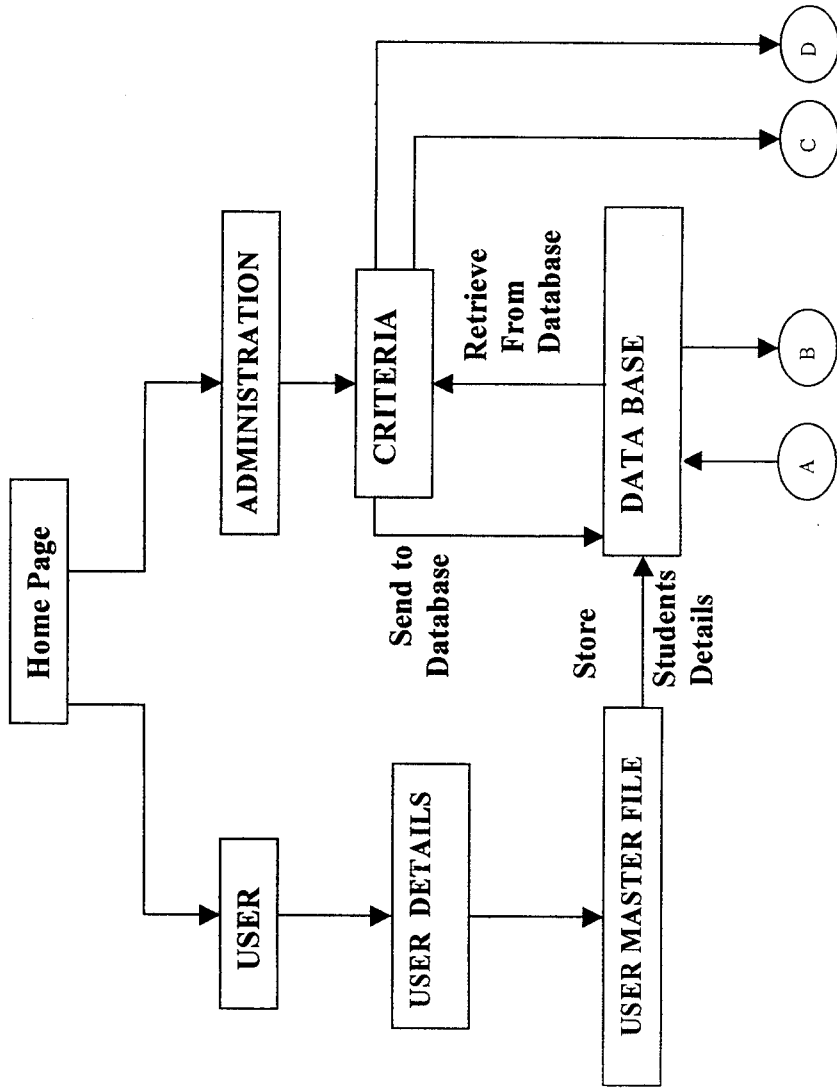 Home Page
USER
ADMINISTRATION
USER DETAILS
CRITERIA
Send to
Database
Retrieve
From
Database
USER MASTER FILE
Store
Students
Details
DATA BASE
A
B
C
D